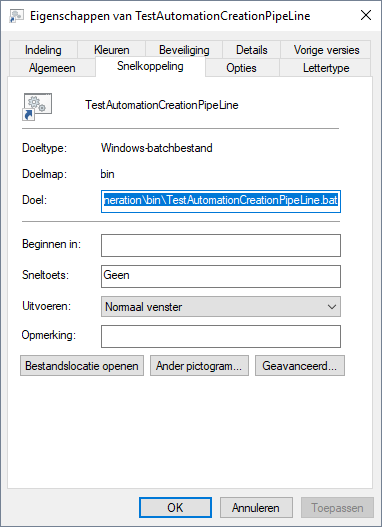 Eigenschappen van TestAutomationCreationPipeLine
Indeling Kleuren Beveiliging Details Vorige versies
Algemeen Snelkoppeling Opties Lettertype
TestAutomationCreationPipeLine
Doeltype: Windows-batchbestand
Doelmap: bin
Doel: neration\bin\TestAutomationCreationPipeLine.bat
Beginnen in:
Sneltoets: Geen
Uitvoeren: Normaal venster
Opmerking:
Bestandslocatie openen Ander pictogram... Geavanceerd...
OK Annuleren Toepassen